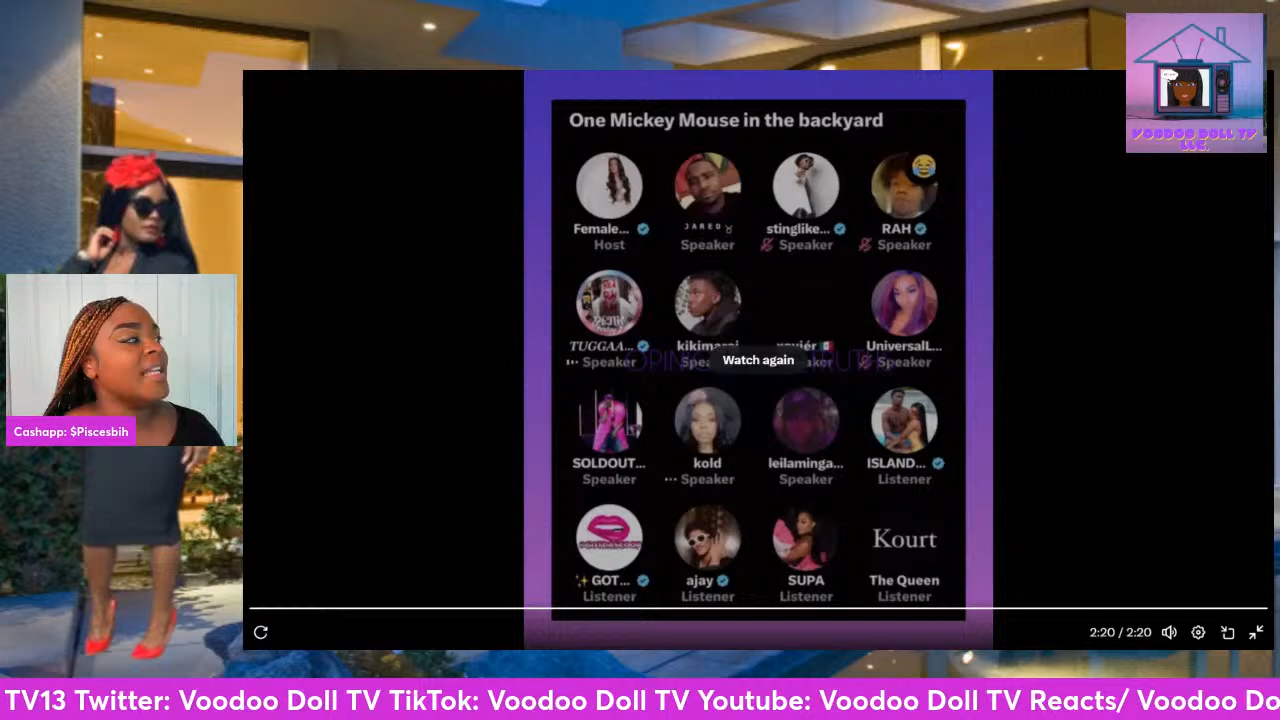 VOODOO DOLL TV
LLC.
One Mickey Mouse in the backyard
Female... JARED stinglike... RAH
Host Speaker Speaker Speaker
TUGGAA... kikimaraj xaviér UniversalL...
Speaker Speaker Speaker
Watch again
SOLDOUT... kold leilaminga... ISLAND...
Speaker Speaker Speaker Listener
Kourt
GOT... ajay SUPA The Queen
Listener Listener Listener Listener
Cashapp: $Piscesbih
2:20 / 2:20
TV13 Twitter: Voodoo Doll TV TikTok: Voodoo Doll TV Youtube: Voodoo Doll TV Reacts/ Voodoo Do